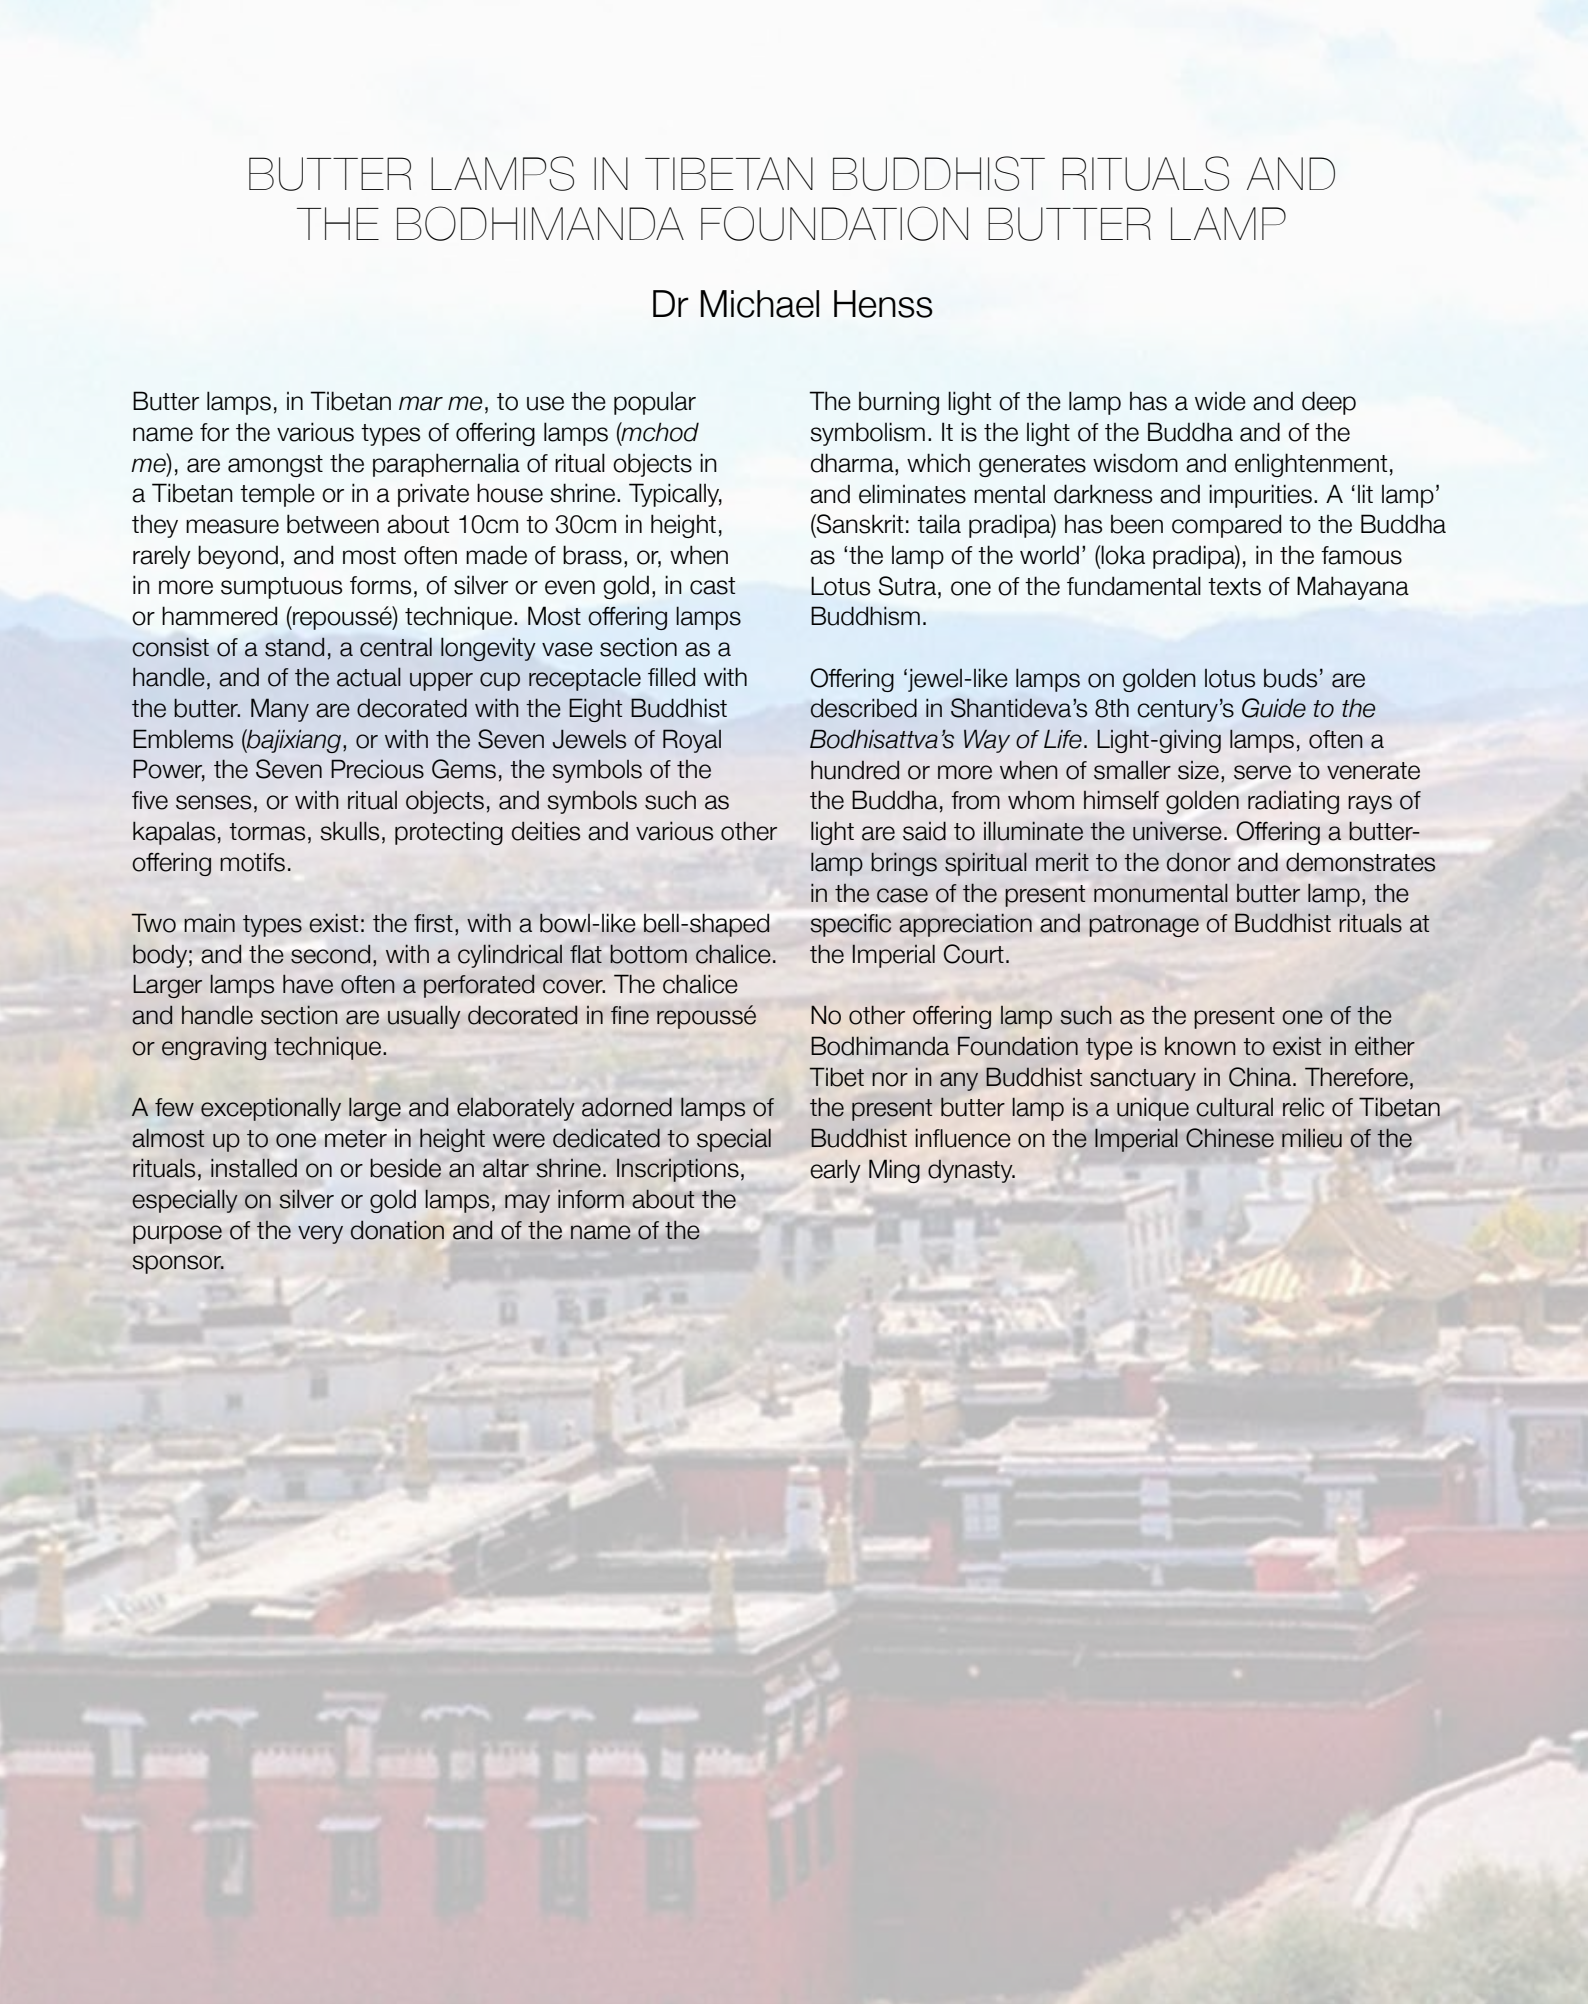 BUTTER LAMPS IN TIBETAN BUDDHIST RITUALS AND
THE BODHIMANDA FOUNDATION BUTTER LAMP
Dr Michael Henss
Butter lamps, in Tibetan mar me, to use the popular
name for the various types of offering lamps (mchod
me), are amongst the paraphernalia of ritual objects in
a Tibetan temple or in a private house shrine. Typically,
they measure between about 10cm to 30cm in height,
rarely beyond, and most often made of brass, or, when
in more sumptuous forms, of silver or even gold, in cast
or hammered (repoussé) technique. Most offering lamps
consist of a stand, a central longevity vase section as a
handle, and of the actual upper cup receptacle filled with
the butter. Many are decorated with the Eight Buddhist
Emblems (bajixiang, or with the Seven Jewels of Royal
Power, the Seven Precious Gems, the symbols of the
five senses, or with ritual objects, and symbols such as
kapalas, tormas, skulls, protecting deities and various other
offering motifs.
Two main types exist: the first, with a bowl-like bell-shaped
body; and the second, with a cylindrical flat bottom chalice.
Larger lamps have often a perforated cover. The chalice
and handle section are usually decorated in fine repoussé
or engraving technique.
A few exceptionally large and elaborately adorned lamps of
almost up to one meter in height were dedicated to special
rituals, installed on or beside an altar shrine. Inscriptions,
especially on silver or gold lamps, may inform about the
purpose of the very donation and of the name of the
sponsor.
The burning light of the lamp has a wide and deep
symbolism. It is the light of the Buddha and of the
dharma, which generates wisdom and enlightenment,
and eliminates mental darkness and impurities. A ‘lit lamp’
(Sanskrit: taila pradipa) has been compared to the Buddha
as ‘the lamp of the world’ (loka pradipa), in the famous
Lotus Sutra, one of the fundamental texts of Mahayana
Buddhism.
Offering ‘jewel-like lamps on golden lotus buds’ are
described in Shantideva’s 8th century’s Guide to the
Bodhisattva’s Way of Life. Light-giving lamps, often a
hundred or more when of smaller size, serve to venerate
the Buddha, from whom himself golden radiating rays of
light are said to illuminate the universe. Offering a butter-
lamp brings spiritual merit to the donor and demonstrates
in the case of the present monumental butter lamp, the
specific appreciation and patronage of Buddhist rituals at
the Imperial Court.
No other offering lamp such as the present one of the
Bodhimanda Foundation type is known to exist in either
Tibet nor in any Buddhist sanctuary in China. Therefore,
the present butter lamp is a unique cultural relic of Tibetan
Buddhist influence on the Imperial Chinese milieu of the
early Ming dynasty.